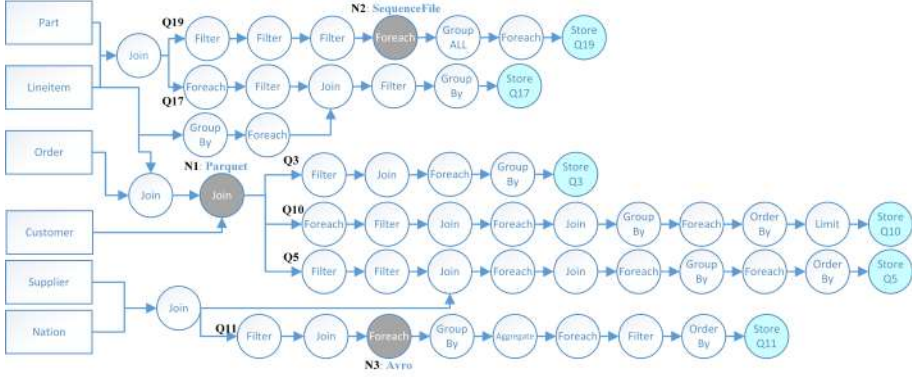 N2: SequenceFile
Part
Q19
Filter
Filter
Filter
Foreach
Group
ALL
Foreach
Store
Q19
Join
LineItem
Foreach
Filter
Join
Filter
Group
By
Store
Q17
Q17
Group
By
Foreach
Order
N1: Parquet
Q3
Filter
Join
Foreach
Group
By
Store
Q3
Join
Join
Q10
Foreach
Filter
Join
Foreach
Join
Group
By
Foreach
Order
By
Limit
Store
Q10
Customer
Q5
Filter
Filter
Join
Foreach
Join
Foreach
Group
By
Foreach
Order
By
Store
Q5
Supplier
Join
Nation
Q11
Filter
Join
Foreach
Group
By
Aggregate
Foreach
Filter
Order
By
Store
Q11
N3: Avro